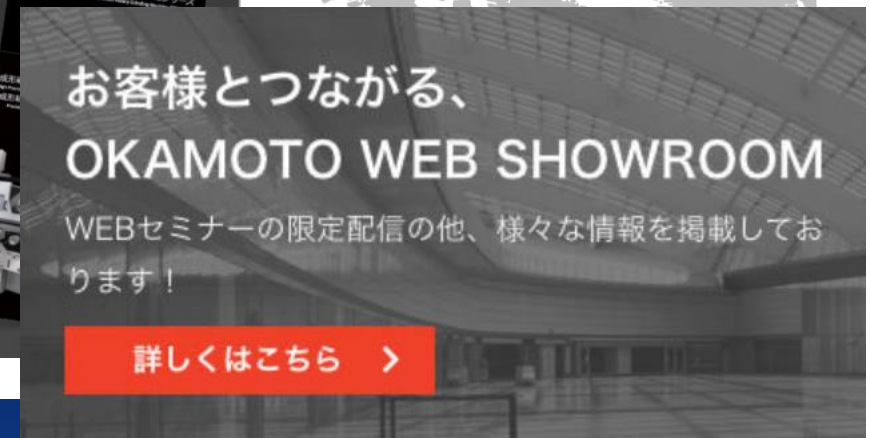 お客様とつながる、
OKAMOTO WEB SHOWROOM
WEBセミナーの限定配信の他、様々な情報を掲載してお
ります！
詳しくはこちら